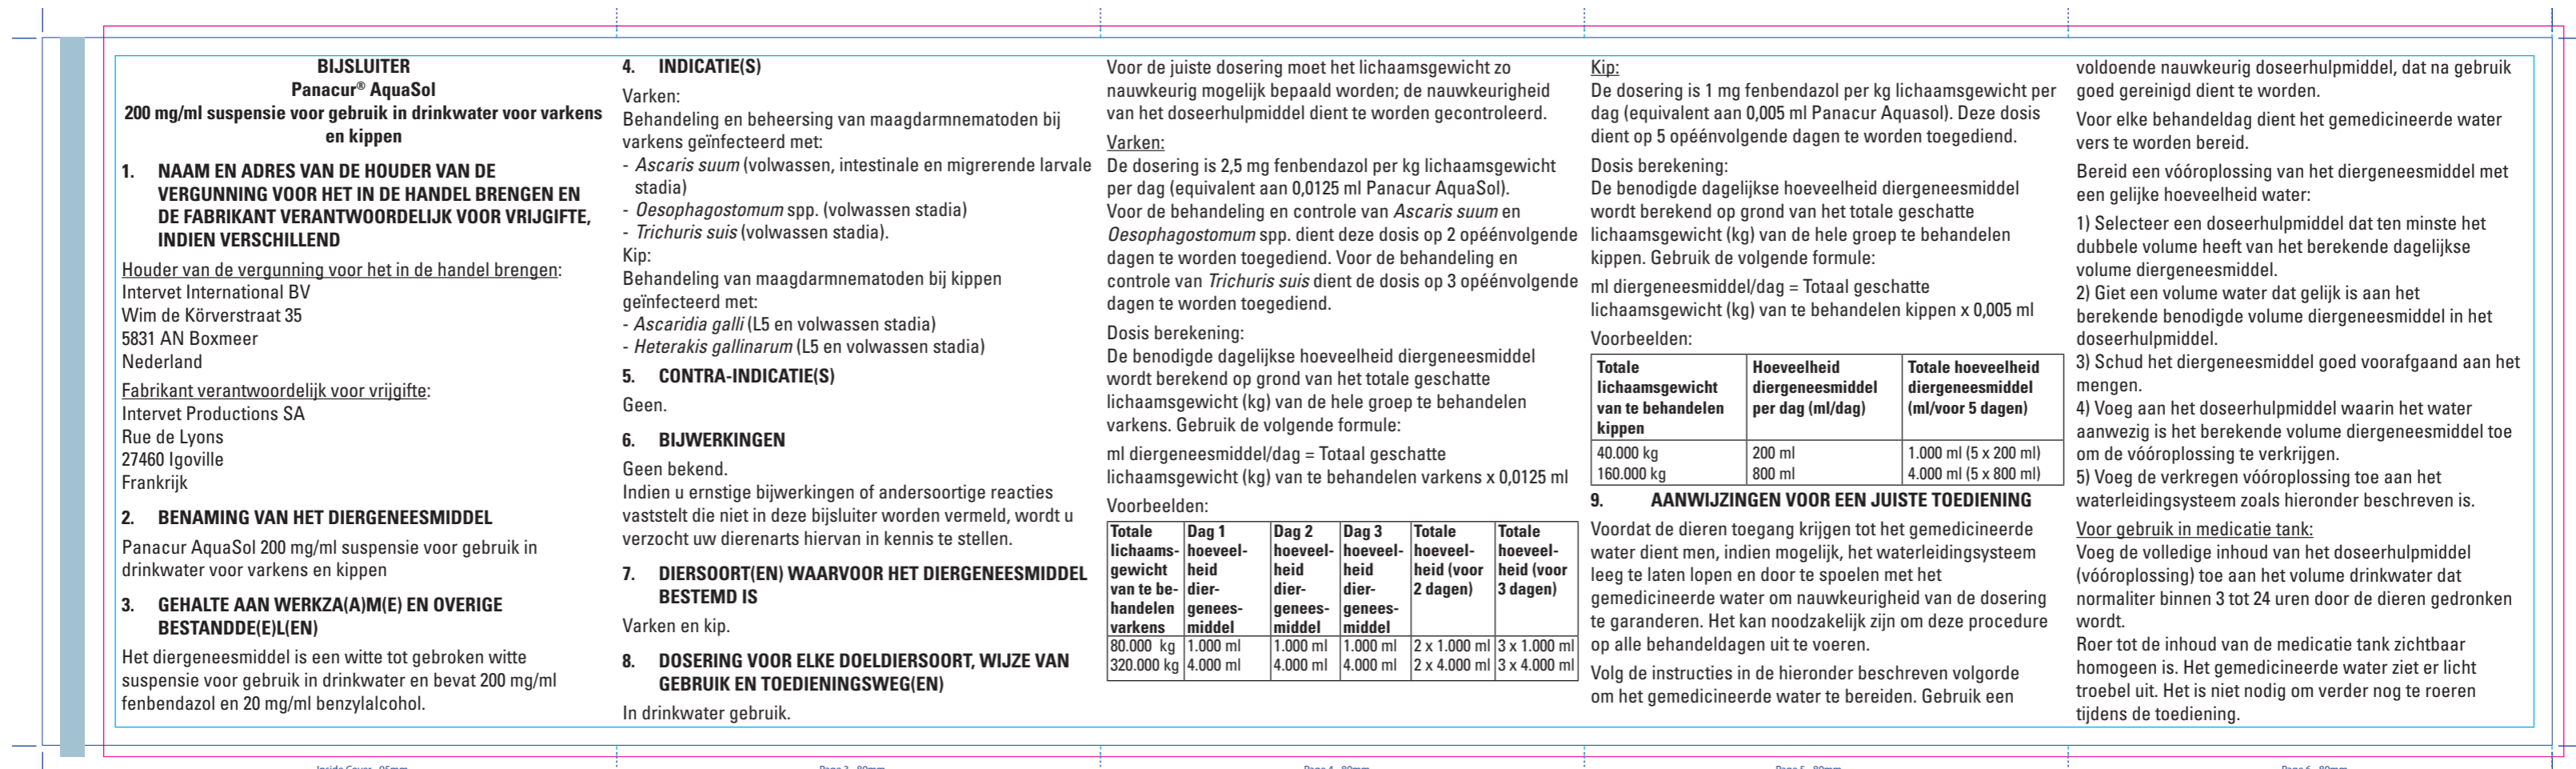 BIJSLUITER
Panacur® AquaSol
200 mg/ml suspensie voor gebruik in drinkwater voor varkens
en kippen
1. NAAM EN ADRES VAN DE HOUDER VAN DE
VERGUNNING VOOR HET IN DE HANDEL BRENGEN EN
DE FABRIKANT VERANTWOORDELIJK VOOR VRIJGIFTE,
INDIEN VERSCHILLEND
Houder van de vergunning voor het in de handel brengen:
Intervet International BV
Wim de Körverstraat 35
5831 AN Boxmeer
Nederland
Fabrikant verantwoordelijk voor vrijgifte:
Intervet Productions SA
Rue de Lyons
27460 Igoville
Frankrijk
2. BENAMING VAN HET DIERGENEESMIDDEL
Panacur AquaSol 200 mg/ml suspensie voor gebruik in
drinkwater voor varkens en kippen
3. GEHALTE AAN WERKZA(A)M(E) EN OVERIGE
BESTANDDE(E)L(EN)
Het diergeneesmiddel is een witte tot gebroken witte
suspensie voor gebruik in drinkwater en bevat 200 mg/ml
fenbendazol en 20 mg/ml benzylalcohol.
4. INDICATIE(S)
Varken:
Behandeling en beheersing van maagdarmnematoden bij
varkens geïnfecteerd met:
- Ascaris suum (volwassen, intestinale en migrerende larvale
stadia)
- Oesophagostomum spp. (volwassen stadia)
- Trichuris suis (volwassen stadia).
Kip:
Behandeling van maagdarmnematoden bij kippen
geïnfecteerd met:
- Ascaridia galli (L5 en volwassen stadia)
- Heterakis gallinarum (L5 en volwassen stadia)
5. CONTRA-INDICATIE(S)
Geen.
6. BIJWERKINGEN
Geen bekend.
Indien u ernstige bijwerkingen of andersoortige reacties
vaststelt die niet in deze bijsluiter worden vermeld, wordt u
verzocht uw dierenarts hiervan in kennis te stellen.
7. DIERSOORT(EN) WAARVOOR HET DIERGENEESMIDDEL
BESTEMD IS
Varken en kip.
8. DOSERING VOOR ELKE DOELDIERSOORT, WIJZE VAN
GEBRUIK EN TOEDIENINGSWEG(EN)
In drinkwater gebruik.
Voor de juiste dosering moet het lichaamsgewicht zo
nauwkeurig mogelijk bepaald worden; de nauwkeurigheid
van het doseerhulpmiddel dient te worden gecontroleerd.
Varken:
De dosering is 2,5 mg fenbendazol per kg lichaamsgewicht
per dag (equivalent aan 0,0125 ml Panacur AquaSol).
Voor de behandeling en controle van Ascaris suum en
Oesophagostomum spp. dient deze dosis op 2 opéénvolgende
dagen te worden toegediend. Voor de behandeling en
controle van Trichuris suis dient de dosis op 3 opéénvolgende
dagen te worden toegediend.
Dosis berekening:
De benodigde dagelijkse hoeveelheid diergeneesmiddel
wordt berekend op grond van het totale geschatte
lichaamsgewicht (kg) van de hele groep te behandelen
varkens. Gebruik de volgende formule:
ml diergeneesmiddel/dag = Totaal geschatte
lichaamsgewicht (kg) van te behandelen varkens x 0,0125 ml
Voorbeelden:
Totale Dag 1 Dag 2 Dag 3 Totale Totale
lichaams- hoeveel- hoeveel- hoeveel- hoeveel- hoeveel-
gewicht heid heid heid heid (voor heid (voor
van te be- dier- dier- dier- 2 dagen) 3 dagen)
handelen genees- genees- genees-
varkens middel middel middel
80.000 kg 1.000 ml 1.000 ml 1.000 ml 2 x 1.000 ml 3 x 1.000 ml
320.000 kg 4.000 ml 4.000 ml 4.000 ml 2 x 4.000 ml 3 x 4.000 ml
Kip:
De dosering is 1 mg fenbendazol per kg lichaamsgewicht per
dag (equivalent aan 0,005 ml Panacur Aquasol). Deze dosis
dient op 5 opéénvolgende dagen te worden toegediend.
Dosis berekening:
De benodigde dagelijkse hoeveelheid diergeneesmiddel
wordt berekend op grond van het totale geschatte
lichaamsgewicht (kg) van de hele groep te behandelen
kippen. Gebruik de volgende formule:
ml diergeneesmiddel/dag = Totaal geschatte
lichaamsgewicht (kg) van te behandelen kippen x 0,005 ml
Voorbeelden:
Totale Hoeveelheid Totale hoeveelheid
lichaamsgewicht diergeneesmiddel diergeneesmiddel
van te behandelen per dag (ml/dag) (ml/voor 5 dagen)
kippen
40.000 kg 200 ml 1.000 ml (5 x 200 ml)
160.000 kg 800 ml 4.000 ml (5 x 800 ml)
9. AANWIJZINGEN VOOR EEN JUISTE TOEDIENING
Voordat de dieren toegang krijgen tot het gemedicineerde
water dient men, indien mogelijk, het waterleidingsysteem
leeg te laten lopen en door te spoelen met het
gemedicineerde water om nauwkeurigheid van de dosering
te garanderen. Het kan noodzakelijk zijn om deze procedure
op alle behandeldagen uit te voeren.
Volg de instructies in de hieronder beschreven volgorde
om het gemedicineerde water te bereiden. Gebruik een
voldoende nauwkeurig doseerhulpmiddel, dat na gebruik
goed gereinigd dient te worden.
Voor elke behandeldag dient het gemedicineerde water
vers te worden bereid.
Bereid een vóóroplossing van het diergeneesmiddel met
een gelijke hoeveelheid water:
1) Selecteer een doseerhulpmiddel dat ten minste het
dubbele volume heeft van het berekende dagelijkse
volume diergeneesmiddel.
2) Giet een volume water dat gelijk is aan het
berekende benodigde volume diergeneesmiddel in het
doseerhulpmiddel.
3) Schud het diergeneesmiddel goed voorafgaand aan het
mengen.
4) Voeg aan het doseerhulpmiddel waarin het water
aanwezig is het berekende volume diergeneesmiddel toe
om de vóóroplossing te verkrijgen.
5) Voeg de verkregen vóóroplossing toe aan het
waterleidingsysteem zoals hieronder beschreven is.
Voor gebruik in medicatie tank:
Voeg de volledige inhoud van het doseerhulpmiddel
(vóóroplossing) toe aan het volume drinkwater dat
normaliter binnen 3 tot 24 uren door de dieren gedronken
wordt.
Roer tot de inhoud van de medicatie tank zichtbaar
homogeen is. Het gemedicineerde water ziet er licht
troebel uit. Het is niet nodig om verder nog te roeren
tijdens de toediening.